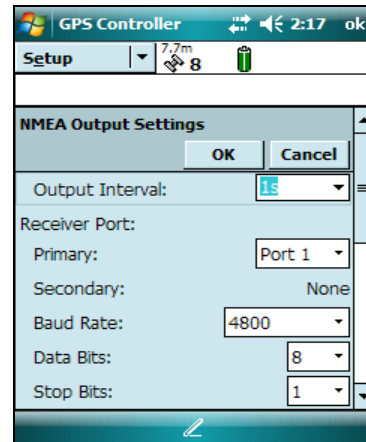 GPS Controller 2:17 ok
Setup 7.7m 8
NMEA Output Settings
OK Cancel
Output Interval: 1s
Receiver Port:
Primary: Port 1
Secondary: None
Baud Rate: 4800
Data Bits: 8
Stop Bits: 1